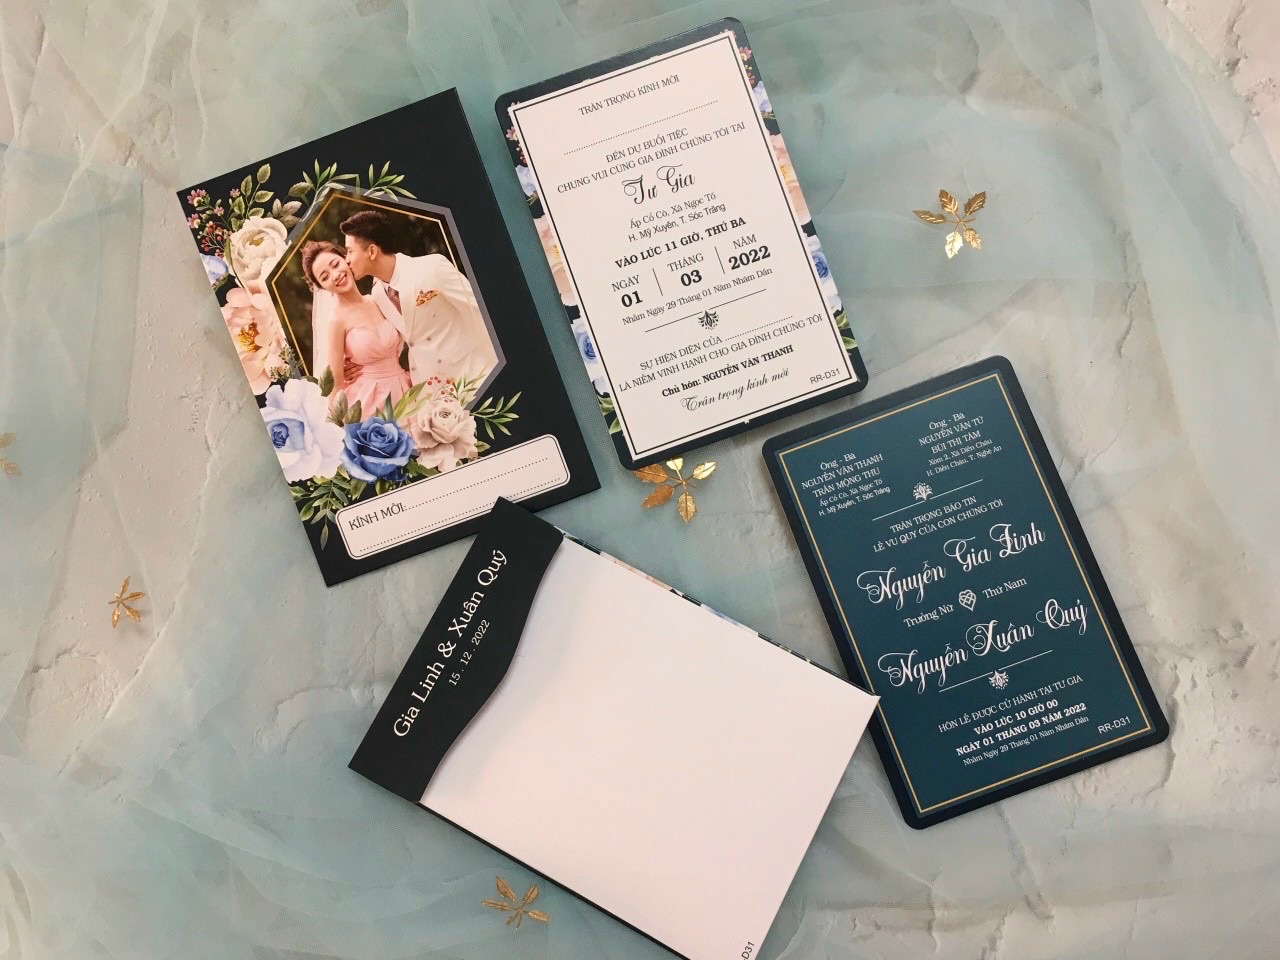 KÍNH MỜI:
TRÂN TRỌNG KÍNH MỜI
ĐẾN DỰ BUỔI TIỆC
CHUNG VUI CÙNG GIA ĐÌNH CHÚNG TÔI TẠI
Tư Gia
Ấp Cổ Cò, Xã Ngọc Tố
H. Mỹ Xuyên, T. Sóc Trăng
VÀO LÚC 11 GIỜ, THỨ BA
NGÀY THÁNG NĂM
01 03 2022
Nhằm Ngày 29 Tháng 01 Năm Nhâm Dần
SỰ HIỆN DIỆN CỦA
LÀ NIỀM VINH HẠNH CHO GIA ĐÌNH CHÚNG TÔI
Chủ hôn: NGUYỄN VĂN THANH
Trân trọng kính mời
RR-D31
Ông - Bà
NGUYỄN VĂN THANH
TRẦN MỘNG THU
Ấp Cổ Cò, Xã Ngọc Tố
H. Mỹ Xuyên, T. Sóc Trăng
Ông - Bà
NGUYỄN VĂN TỨ
BÙI THỊ TÂM
Xóm 2, Xã Diễn Châu
H. Diễn Châu, T. Nghệ An
TRÂN TRỌNG BÁO TIN
LỄ VU QUY CỦA CON CHÚNG TÔI
Nguyễn Gia Linh
Trưởng Nữ Thứ Nam
Nguyễn Xuân Quý
HÔN LỄ ĐƯỢC CỬ HÀNH TẠI TƯ GIA
VÀO LÚC 10 GIỜ 00
NGÀY 01 THÁNG 03 NĂM 2022
Nhằm Ngày 29 Tháng 01 Năm Nhâm Dần
RR-D31
Gia Linh & Xuân Quý
15 . 12 . 2022
-D31